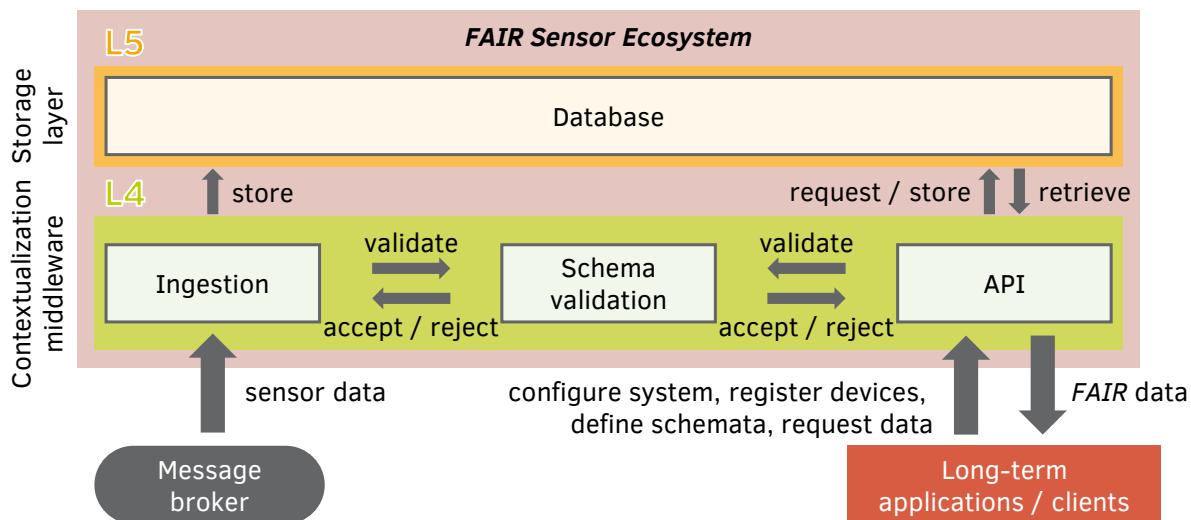 L5
FAIR Sensor Ecosystem
Storage
layer
Database
L4
store
request / store
retrieve
Contextualization
middleware
validate
validate
Ingestion
Schema
validation
API
accept / reject
accept / reject
sensor data
configure system, register devices,
define schemata, request data
FAIR data
Message
broker
Long-term
applications / clients